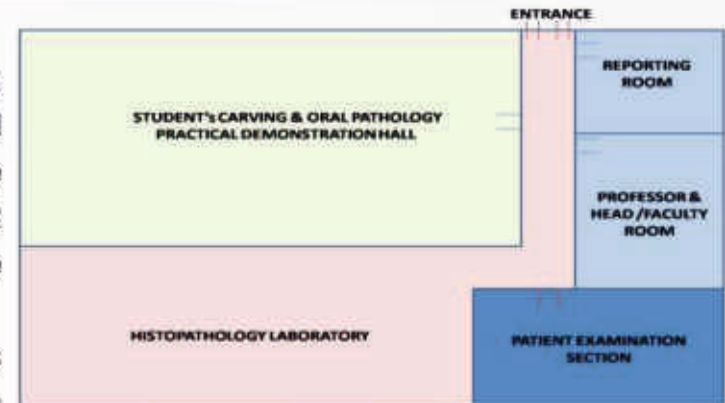 ENTRANCE
REPORTING
ROOM
STUDENT's CARVING & ORAL PATHOLOGY
PRACTICAL DEMONSTRATION HALL
PROFESSOR &
HEAD /FACULTY
ROOM
HISTOPATHOLOGY LABORATORY
PATIENT EXAMINATION
SECTION